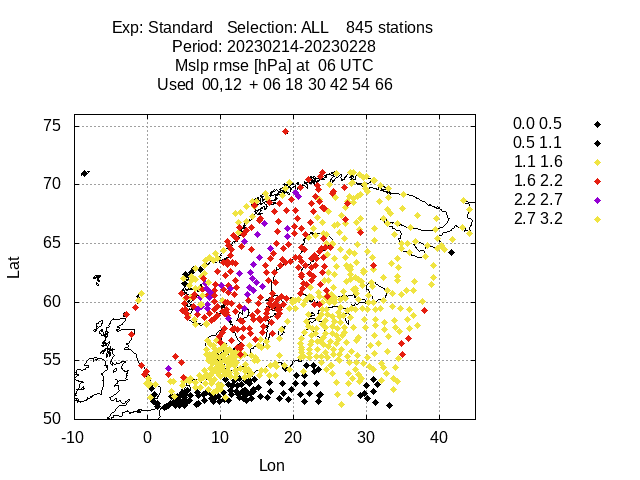 Exp: Standard   Selection: ALL    845 stations
Period: 20230214-20230228
Mslp rmse [hPa] at  06 UTC
Used  00,12  + 06 18 30 42 54 66
0.0 0.5
0.5 1.1
1.1 1.6
1.6 2.2
2.2 2.7
2.7 3.2
75
70
65
60
55
50
Lat
-10 0 10 20 30 40
Lon